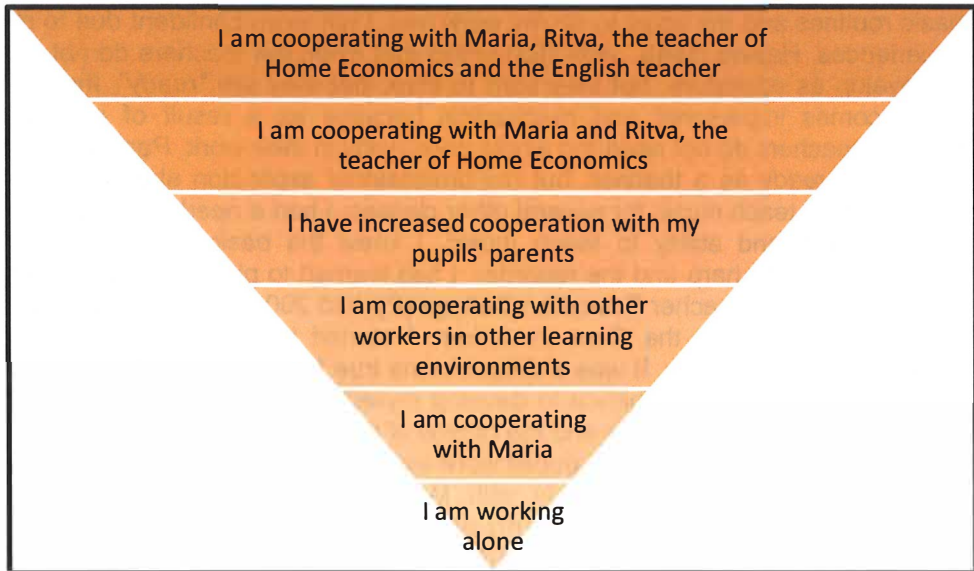 I am cooperating with Maria, Ritva, the teacher of
Home Economics and the English teacher
I am cooperating with Maria and Ritva, the
teacher of Home Economics
I have increased cooperation with my
pupils' parents
I am cooperating with other
workers in other learning
environments
I am cooperating
with Maria
I am working
alone